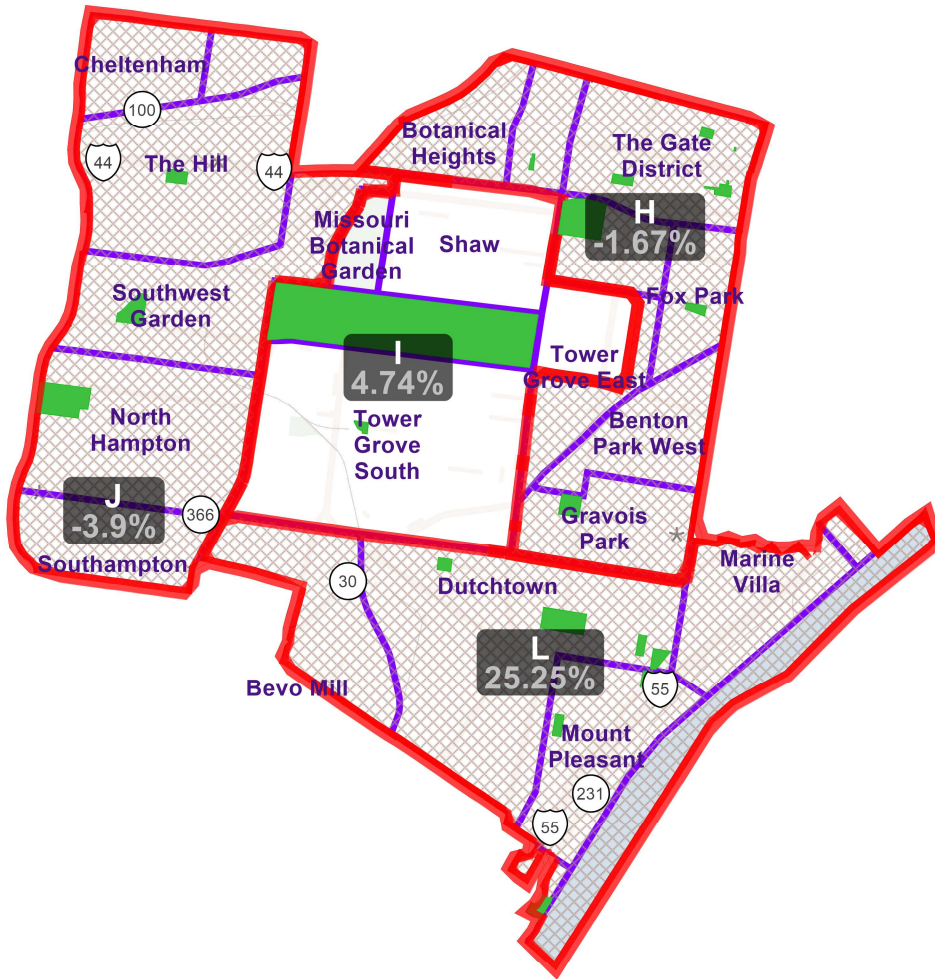 Cheltenham
100
44
The Hill
44
Botanical
Heights
The Gate
District
H
-1.67%
Missouri
Botanical
Garden
Shaw
Southwest
Garden
Fox Park
I
4.74%
Tower
Grove East
North
Hampton
Tower
Grove
South
Benton
Park West
J
-3.9%
366
Gravois
Park
*
Southampton
30
Dutchtown
Marine
Villa
L
25.25%
Bevo Mill
55
Mount
Pleasant
231
55